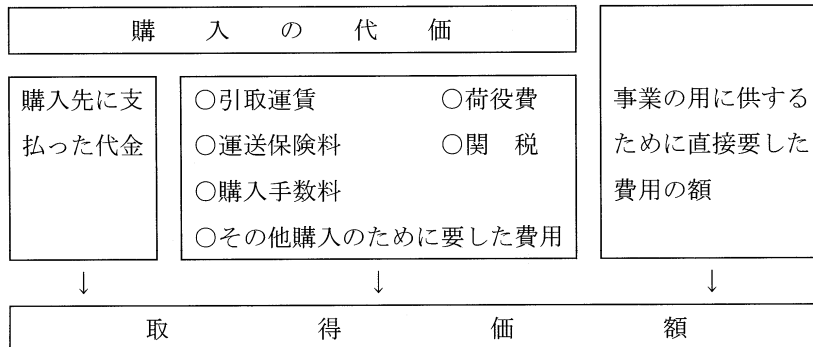 購入の代価
購入先に支
払った代金
○引取運賃 ○荷役費
○運送保険料 ○関 税
○購入手数料
○その他購入のために要した費用
事業の用に供する
ために直接要した
費用の額
↓ ↓ ↓
取得価額